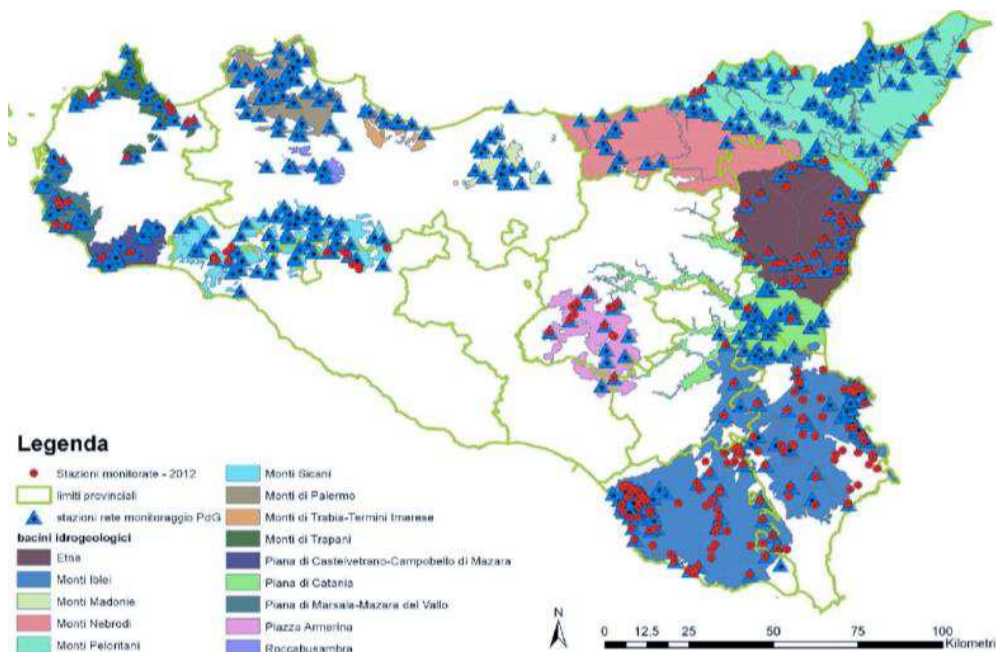 Legenda
Stazioni monitorate - 2012
limiti provinciali
stazioni rete monitoraggio PdG
bacini idrogeologici
Etna
Monti Iblei
Monti Madonie
Monti Nebrodi
Monti Peloritani
Monti Sicani
Monti di Palermo
Monti di Trabia-Termini Imerese
Monti di Trapani
Piana di Castelvetrano-Campobello di Mazara
Piana di Catania
Piana di Marsala-Mazara del Vallo
Piazza Armerina
Roccabusambra
N
0 12.5 25 50 75 100
Kilometri